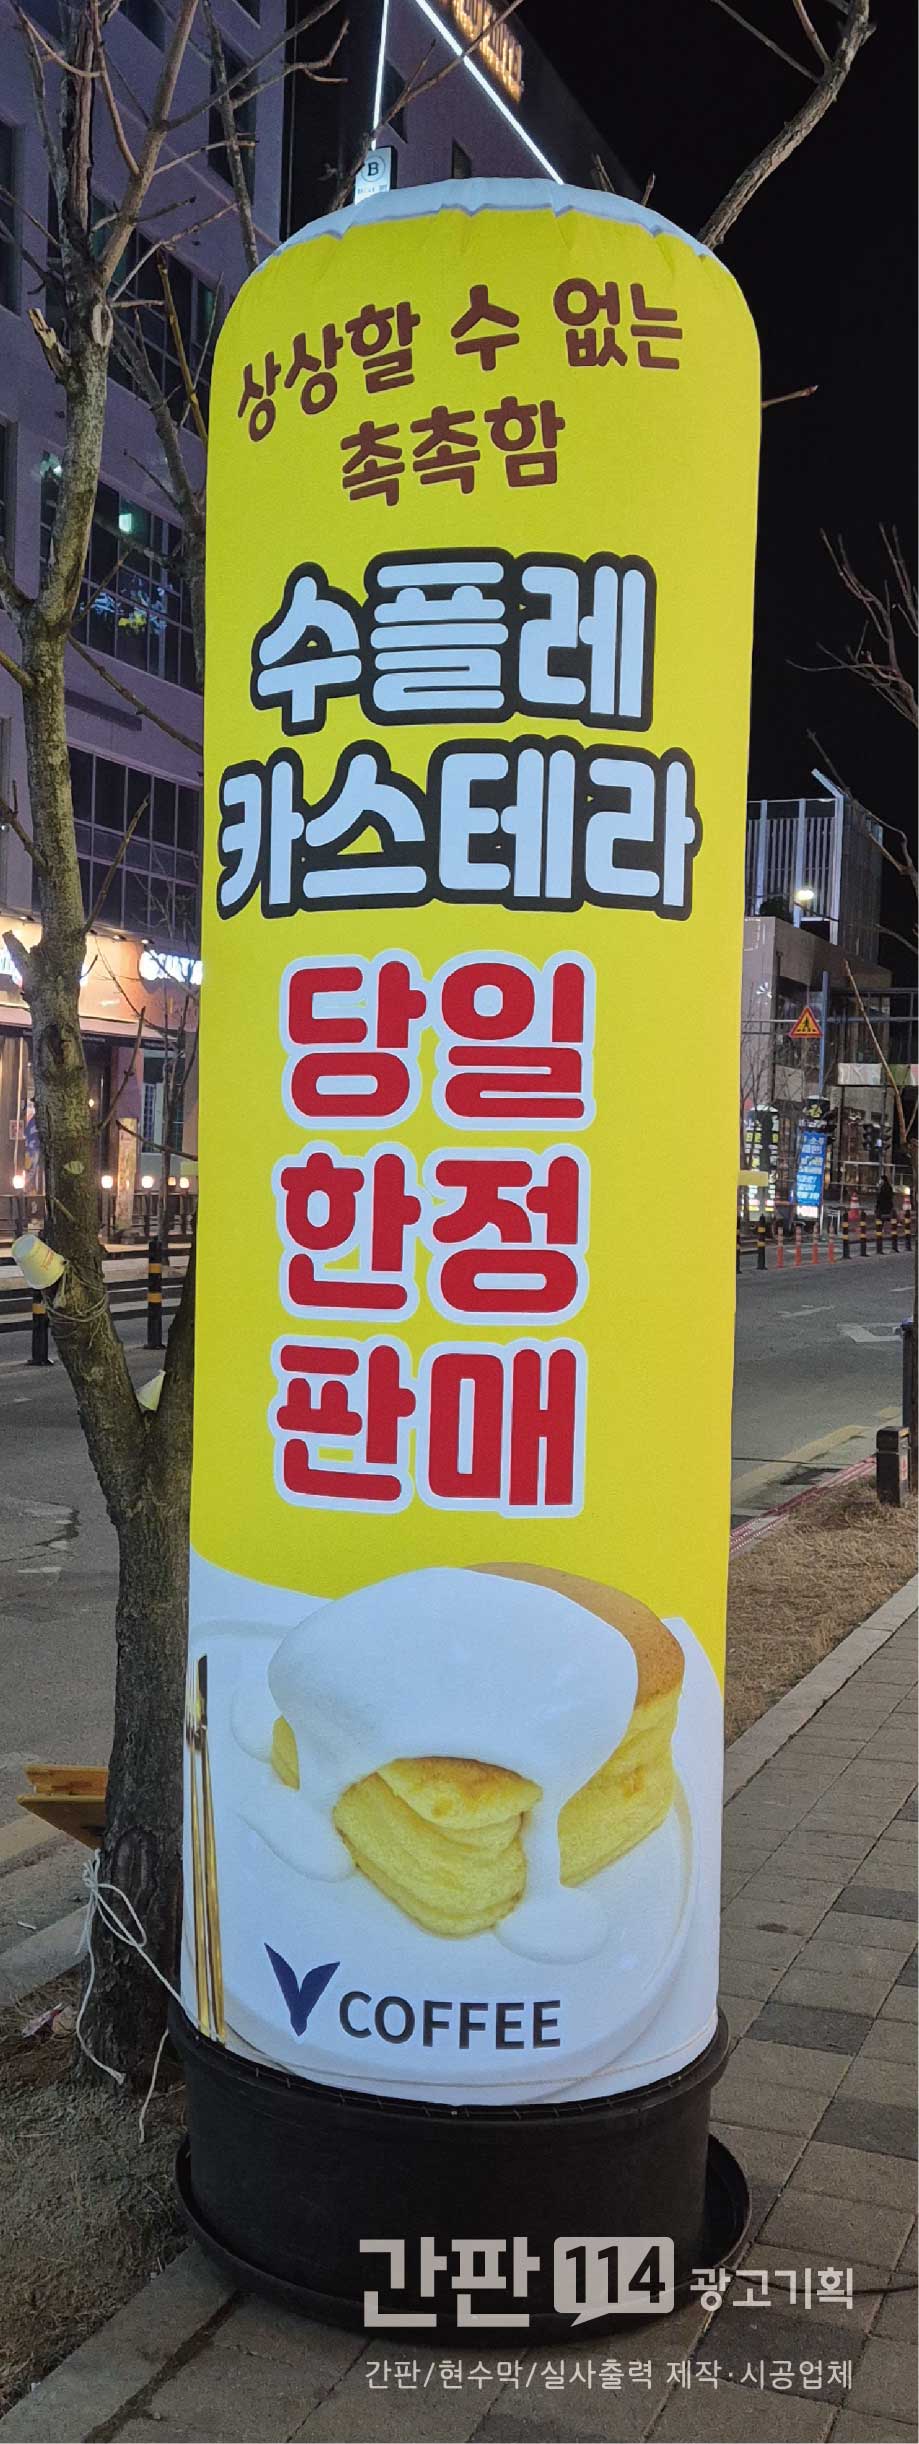 B
상상할 수 없는
촉촉함
수플레
카스테라
당일
한정
판매
V COFFEE
간판 114 광고기획
간판/현수막/실사출력 제작·시공업체